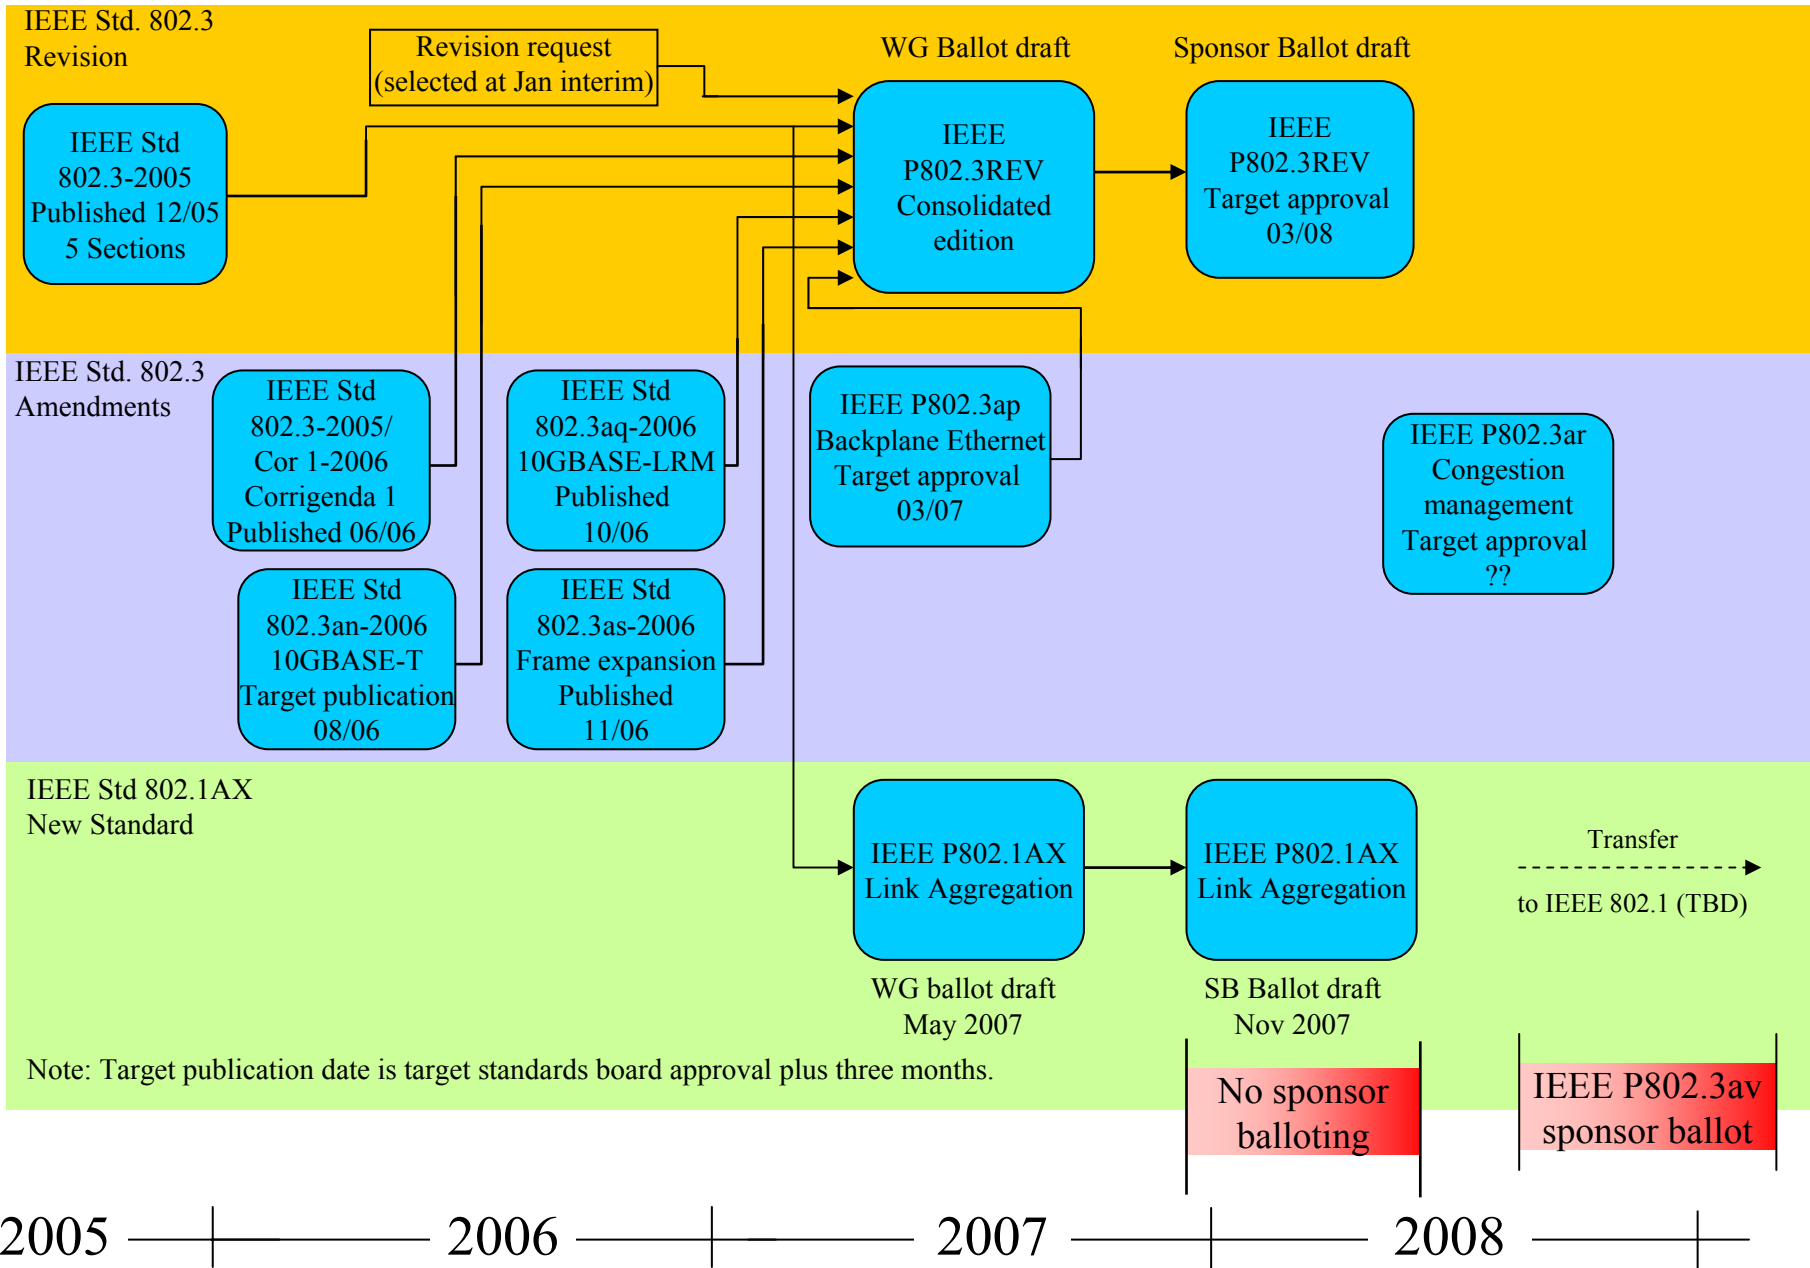 IEEE Std. 802.3
Revision
Revision request
(selected at Jan interim)
WG Ballot draft
Sponsor Ballot draft
IEEE Std
802.3-2005
Published 12/05
5 Sections
IEEE
P802.3REV
Consolidated
edition
IEEE
P802.3REV
Target approval
03/08
IEEE Std. 802.3
Amendments
IEEE Std
802.3-2005/
Cor 1-2006
Corrigenda 1
Published 06/06
IEEE Std
802.3aq-2006
10GBASE-LRM
Published
10/06
IEEE P802.3ap
Backplane Ethernet
Target approval
03/07
IEEE P802.3ar
Congestion
management
Target approval
??
IEEE Std
802.3an-2006
10GBASE-T
Target publication
08/06
IEEE Std
802.3as-2006
Frame expansion
Published
11/06
IEEE Std 802.1AX
New Standard
IEEE P802.1AX
Link Aggregation
IEEE P802.1AX
Link Aggregation
Transfer
to IEEE 802.1 (TBD)
WG ballot draft
May 2007
SB Ballot draft
Nov 2007
Note: Target publication date is target standards board approval plus three months.
No sponsor
balloting
IEEE P802.3av
sponsor ballot
2005
2006
2007
2008